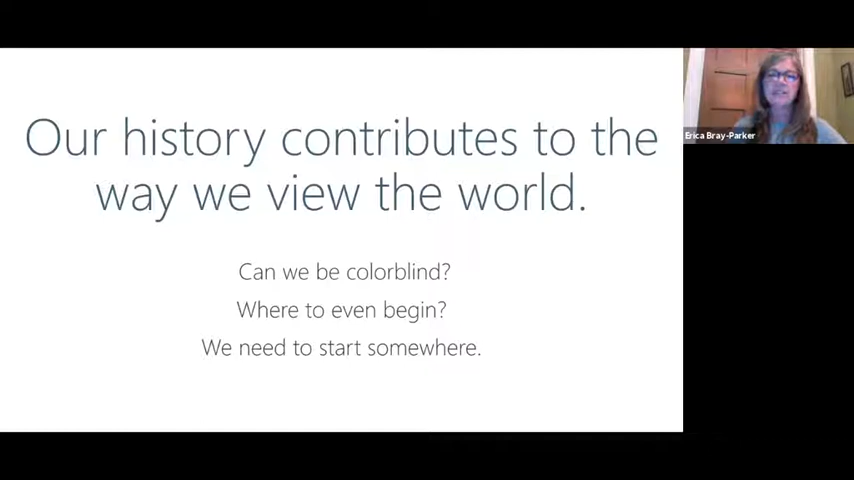 Our history contributes to the
way we view the world.
Can we be colorblind?
Where to even begin?
We need to start somewhere.
Erica Bray-Parker